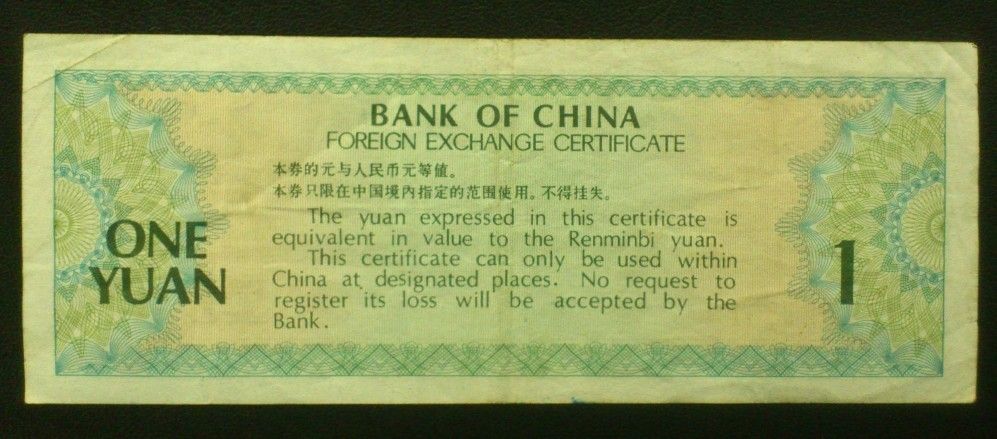 BANK OF CHINA
FOREIGN EXCHANGE CERTIFICATE
本券的元与人民币元等值。
本券只限在中国境内指定的范围使用。不得挂失。
The yuan expressed in this certificate is
equivalent in value to the Renminbi yuan.
This certificate can only be used within
China at designated places. No request to
register its loss will be accepted by the
Bank.
ONE
YUAN
1